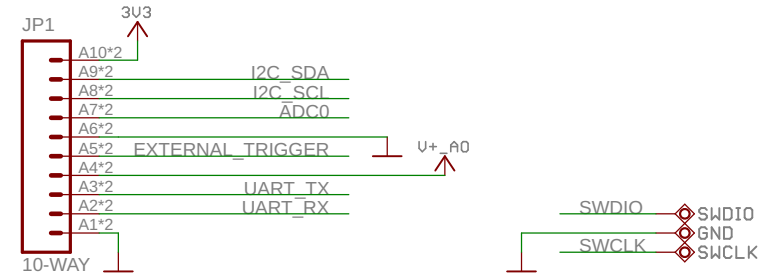 3V3
JP1
A10*2
A9*2 I2C_SDA
A8*2 I2C_SCL
A7*2 ADC0
A6*2
A5*2 EXTERNAL_TRIGGER V+_AO
A4*2
A3*2 UART_TX
A2*2 UART_RX SWDIO SWDIO
A1*2 GND
SWCLK SWCLK
10-WAY